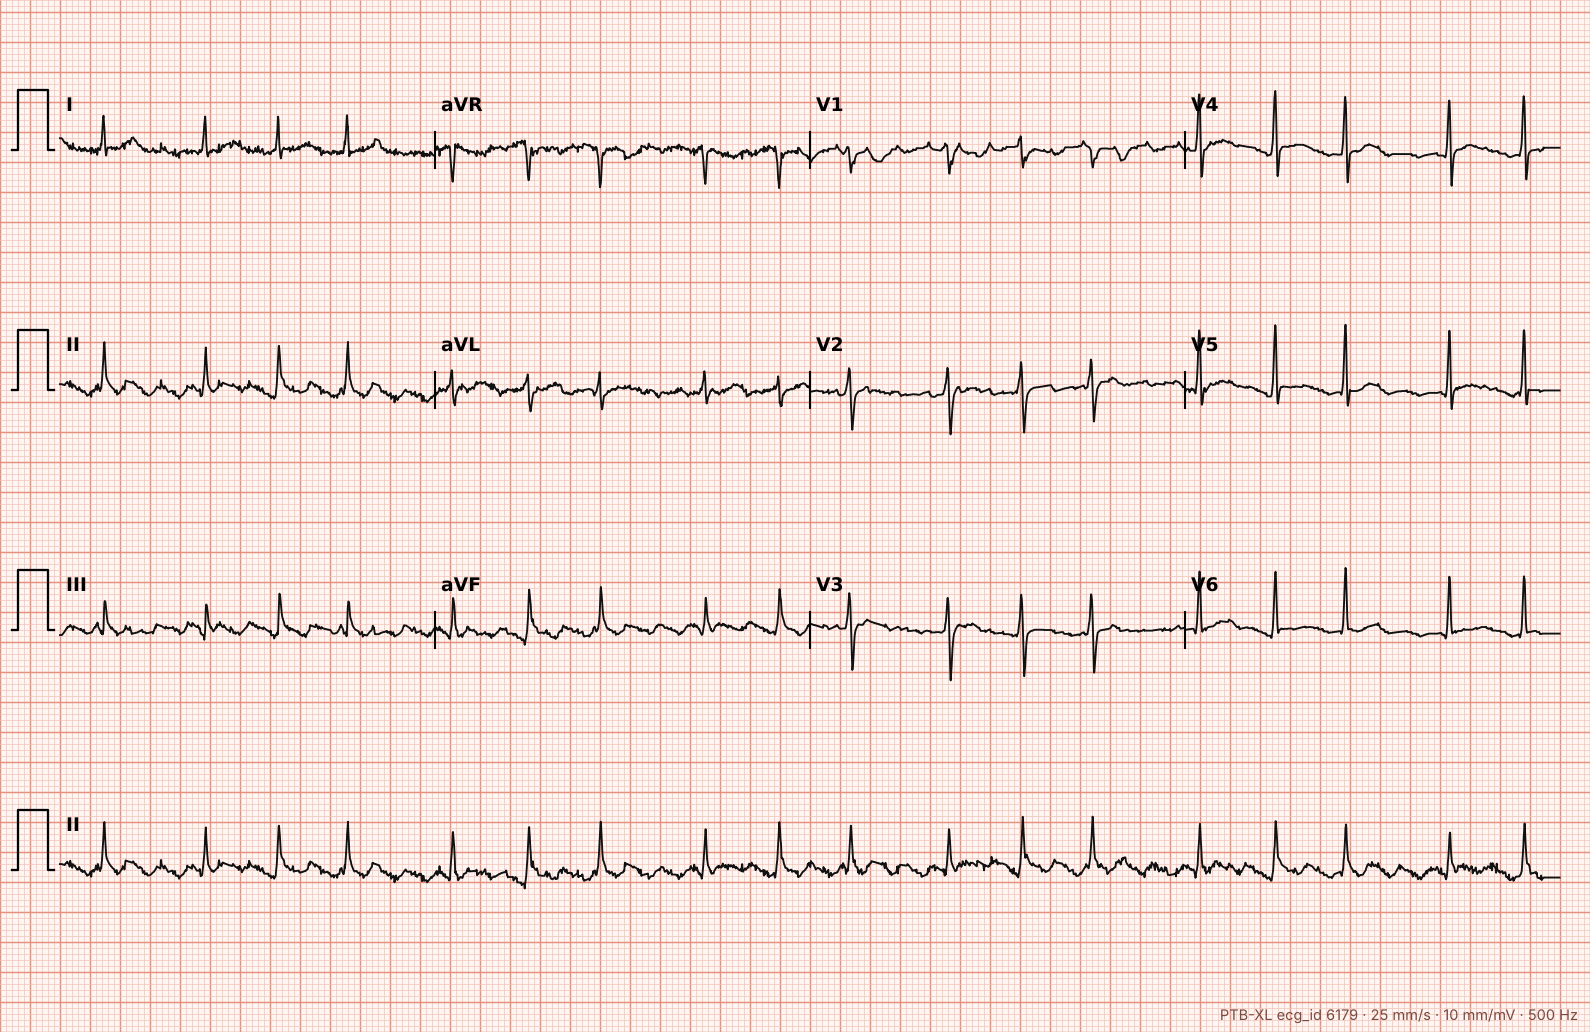 I aVR V1 V4
II aVL V2 V5
III aVF V3 V6
II
PTB-XL ecg_id 6179 · 25 mm/s · 10 mm/mV · 500 Hz